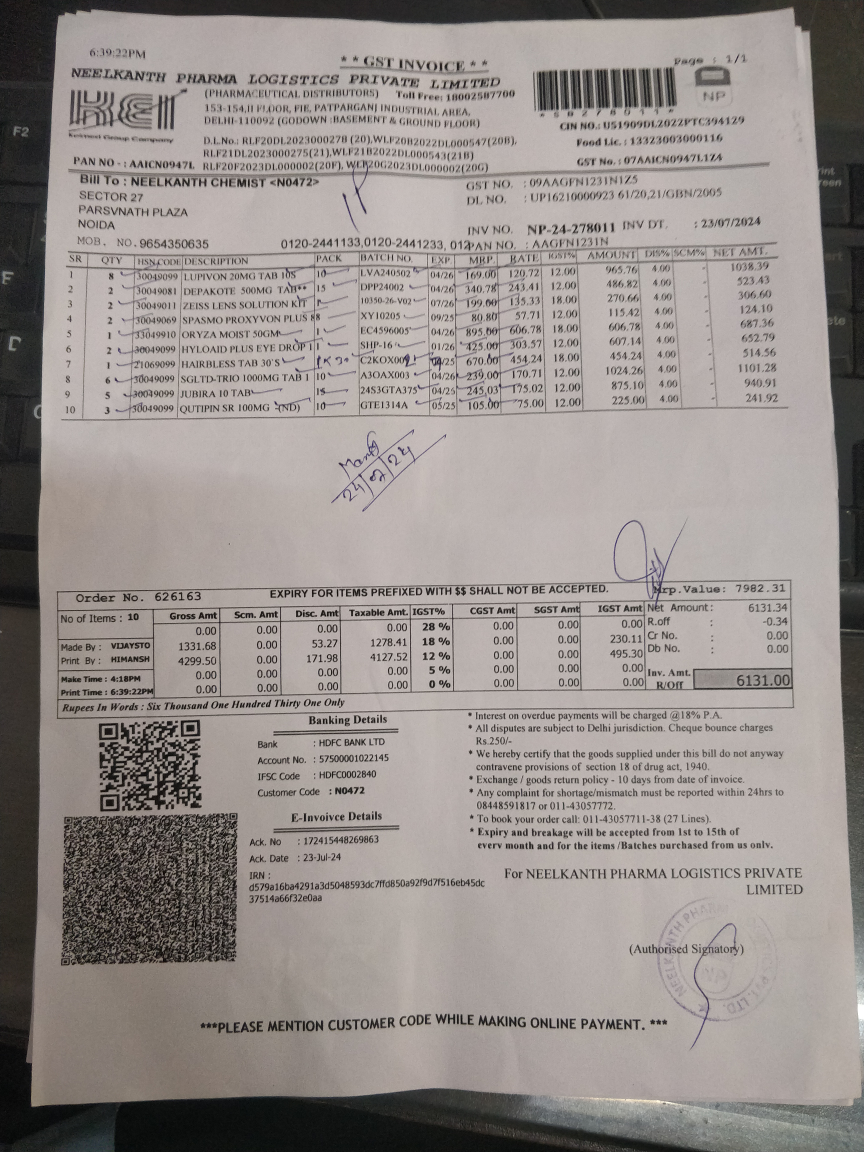 6:39:22PM
* * GST INVOICE * *
Page : 1/1
NEELKANTH PHARMA LOGISTICS PRIVATE LIMITED
(PHARMACEUTICAL DISTRIBUTORS) Toll Free: 18002587700
153-154,II FLOOR, FIE, PATPARGANJ INDUSTRIAL AREA,
DELHI-110092 (GODOWN :BASEMENT & GROUND FLOOR)
NP
* S B 2 7 8 0 1 1 *
CIN NO.: U51909DL2022PTC394129
D.L.No.: RLF20DL2023000278 (20),WLF20B2022DL000547(20B),
Food Lic. : 13323003000116
RLF21DL2023000275(21),WLF21B2022DL000543(21B)
PAN NO - : AAICN0947L RLF20F2023DL000002(20F), WLF20G2023DL000002(20G)
GST No. : 07AAICN0947L1Z4
Bill To : NEELKANTH CHEMIST <N0472>
GST NO. : 09AAGFN1231N1Z5
SECTOR 27
DL NO. : UP16210000923 61/20,21/GBN/2005
PARSVNATH PLAZA
NOIDA
INV NO. NP-24-278011 INV DT. : 23/07/2024
MOB. NO.9654350635 0120-2441133,0120-2441233, 012 PAN NO. : AAGFN1231N
SR QTY HSN CODE DESCRIPTION PACK BATCH NO. EXP. MRP. RATE IGST% AMOUNT DIS% SCM% NET AMT.
1 8 30049099 LUPIVON 20MG TAB 10S 10 LVA240502 04/26 169.00 120.72 12.00 965.76 4.00 - 1038.39
2 2 30049081 DEPAKOTE 500MG TAB** 15 DPP24002 04/26 340.78 243.41 12.00 486.82 4.00 - 523.43
3 2 30049011 ZEISS LENS SOLUTION KIT 10350-26-V02 07/26 199.00 135.33 18.00 270.66 4.00 - 306.60
4 2 30049069 SPASMO PROXYVON PLUS 8 8 XY10205 09/25 80.80 57.71 12.00 115.42 4.00 - 124.10
5 1 33049910 ORYZA MOIST 50GM 1 EC4596005 04/26 895.00 606.78 18.00 606.78 4.00 - 687.36
6 2 30049099 HYLOID PLUS EYE DROP 1 1 SHP-16 01/26 425.00 303.57 12.00 607.14 4.00 - 652.79
7 1 21069099 HAIRBLESS TAB 30'S 1x30 C2KOX009 /25 670.00 454.24 18.00 454.24 4.00 - 514.56
8 6 30049099 SGLTD-TRIO 1000MG TAB 1 10 A3OAX003 04/26 239.00 170.71 12.00 1024.26 4.00 - 1101.28
9 5 30049099 JUBIRA 10 TAB 15 24S3GTA375 04/25 245.03 175.02 12.00 875.10 4.00 - 940.91
10 3 30049099 QUTIPIN SR 100MG (ND) 10 GTE1314A 05/25 105.00 75.00 12.00 225.00 4.00 - 241.92
24/07/24
Order No. 626163 EXPIRY FOR ITEMS PREFIXED WITH $$ SHALL NOT BE ACCEPTED. Mrp.Value: 7982.31
No of Items : 10 Gross Amt Scm. Amt Disc. Amt Taxable Amt. IGST% CGST Amt SGST Amt IGST Amt Net Amount: 6131.34
0.00 0.00 0.00 0.00 28 % 0.00 0.00 0.00 R.off : -0.34
Made By : VIJAYSTO 1331.68 0.00 53.27 1278.41 18 % 0.00 0.00 230.11 Cr No. : 0.00
Print By : HIMANSH 4299.50 0.00 171.98 4127.52 12 % 0.00 0.00 495.30 Db No. : 0.00
Make Time : 4:18PM 0.00 0.00 0.00 0.00 5 % 0.00 0.00 0.00 Inv. Amt.
Print Time : 6:39:22PM 0.00 0.00 0.00 0.00 0 % 0.00 0.00 0.00 R/Off 6131.00
Rupees In Words : Six Thousand One Hundred Thirty One Only
Banking Details
Bank : HDFC BANK LTD
Account No. : 57500001022145
IFSC Code : HDFC0002840
Customer Code : N0472
E-Invoivce Details
Ack. No : 172415448269863
Ack. Date : 23-Jul-24
IRN :
d579a16ba4291a3d5048593dc7ffd850a92f9d7f516eb45dc
37514a66f32e0aa
* Interest on overdue payments will be charged @18% P.A.
* All disputes are subject to Delhi jurisdiction. Cheque bounce charges
Rs.250/-
* We hereby certify that the goods supplied under this bill do not anyway
contravene provisions of section 18 of drug act, 1940.
* Exchange / goods return policy - 10 days from date of invoice.
* Any complaint for shortage/mismatch must be reported within 24hrs to
08448591817 or 011-43057772.
* To book your order call: 011-43057711-38 (27 Lines).
* Expiry and breakage will be accepted from 1st to 15th of
every month and for the items /Batches purchased from us only.
For NEELKANTH PHARMA LOGISTICS PRIVATE
LIMITED
(Authorised Signatory)
***PLEASE MENTION CUSTOMER CODE WHILE MAKING ONLINE PAYMENT. ***